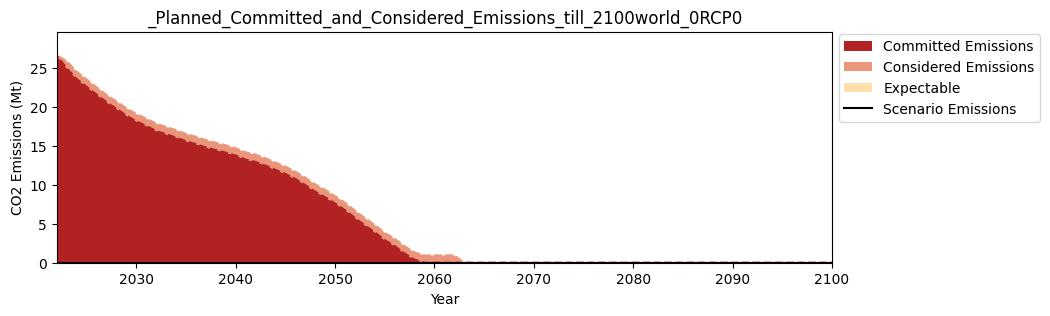 _Planned_Committed_and_Considered_Emissions_till_2100world_0RCP0
CO2 Emissions (Mt)
25
20
15
10
5
0
2030 2040 2050 2060 2070 2080 2090 2100
Year
Committed Emissions
Considered Emissions
Expectable
Scenario Emissions